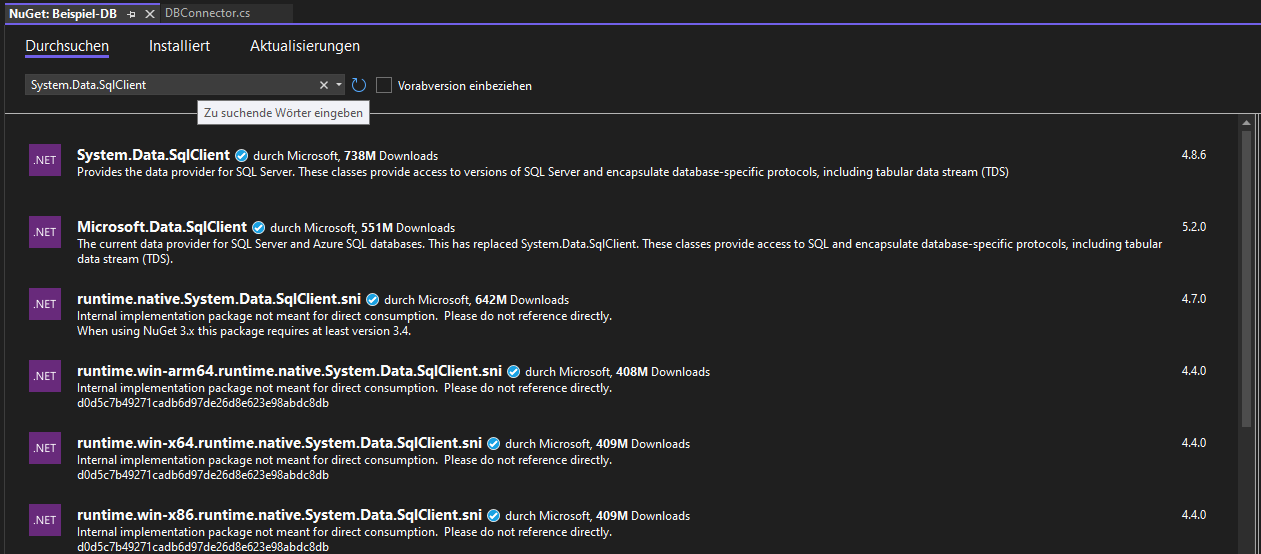 NuGet: Beispiel-DB DBConnector.cs
Durchsuchen Installiert Aktualisierungen
System.Data.SqlClient Vorabversion einbeziehen
Zu suchende Wörter eingeben
.NET System.Data.SqlClient durch Microsoft, 738M Downloads 4.8.6
Provides the data provider for SQL Server. These classes provide access to versions of SQL Server and encapsulate database-specific protocols, including tabular data stream (TDS)
.NET Microsoft.Data.SqlClient durch Microsoft, 551M Downloads 5.2.0
The current data provider for SQL Server and Azure SQL databases. This has replaced System.Data.SqlClient. These classes provide access to SQL and encapsulate database-specific protocols, including tabular
data stream (TDS).
.NET runtime.native.System.Data.SqlClient.sni durch Microsoft, 642M Downloads 4.7.0
Internal implementation package not meant for direct consumption. Please do not reference directly.
When using NuGet 3.x this package requires at least version 3.4.
.NET runtime.win-arm64.runtime.native.System.Data.SqlClient.sni durch Microsoft, 408M Downloads 4.4.0
Internal implementation package not meant for direct consumption. Please do not reference directly.
d0d5c7b49271cadb6d97de26d8e623e98abdc8db
.NET runtime.win-x64.runtime.native.System.Data.SqlClient.sni durch Microsoft, 409M Downloads 4.4.0
Internal implementation package not meant for direct consumption. Please do not reference directly.
d0d5c7b49271cadb6d97de26d8e623e98abdc8db
.NET runtime.win-x86.runtime.native.System.Data.SqlClient.sni durch Microsoft, 409M Downloads 4.4.0
Internal implementation package not meant for direct consumption. Please do not reference directly.
d0d5c7b49271cadb6d97de26d8e623e98abdc8db